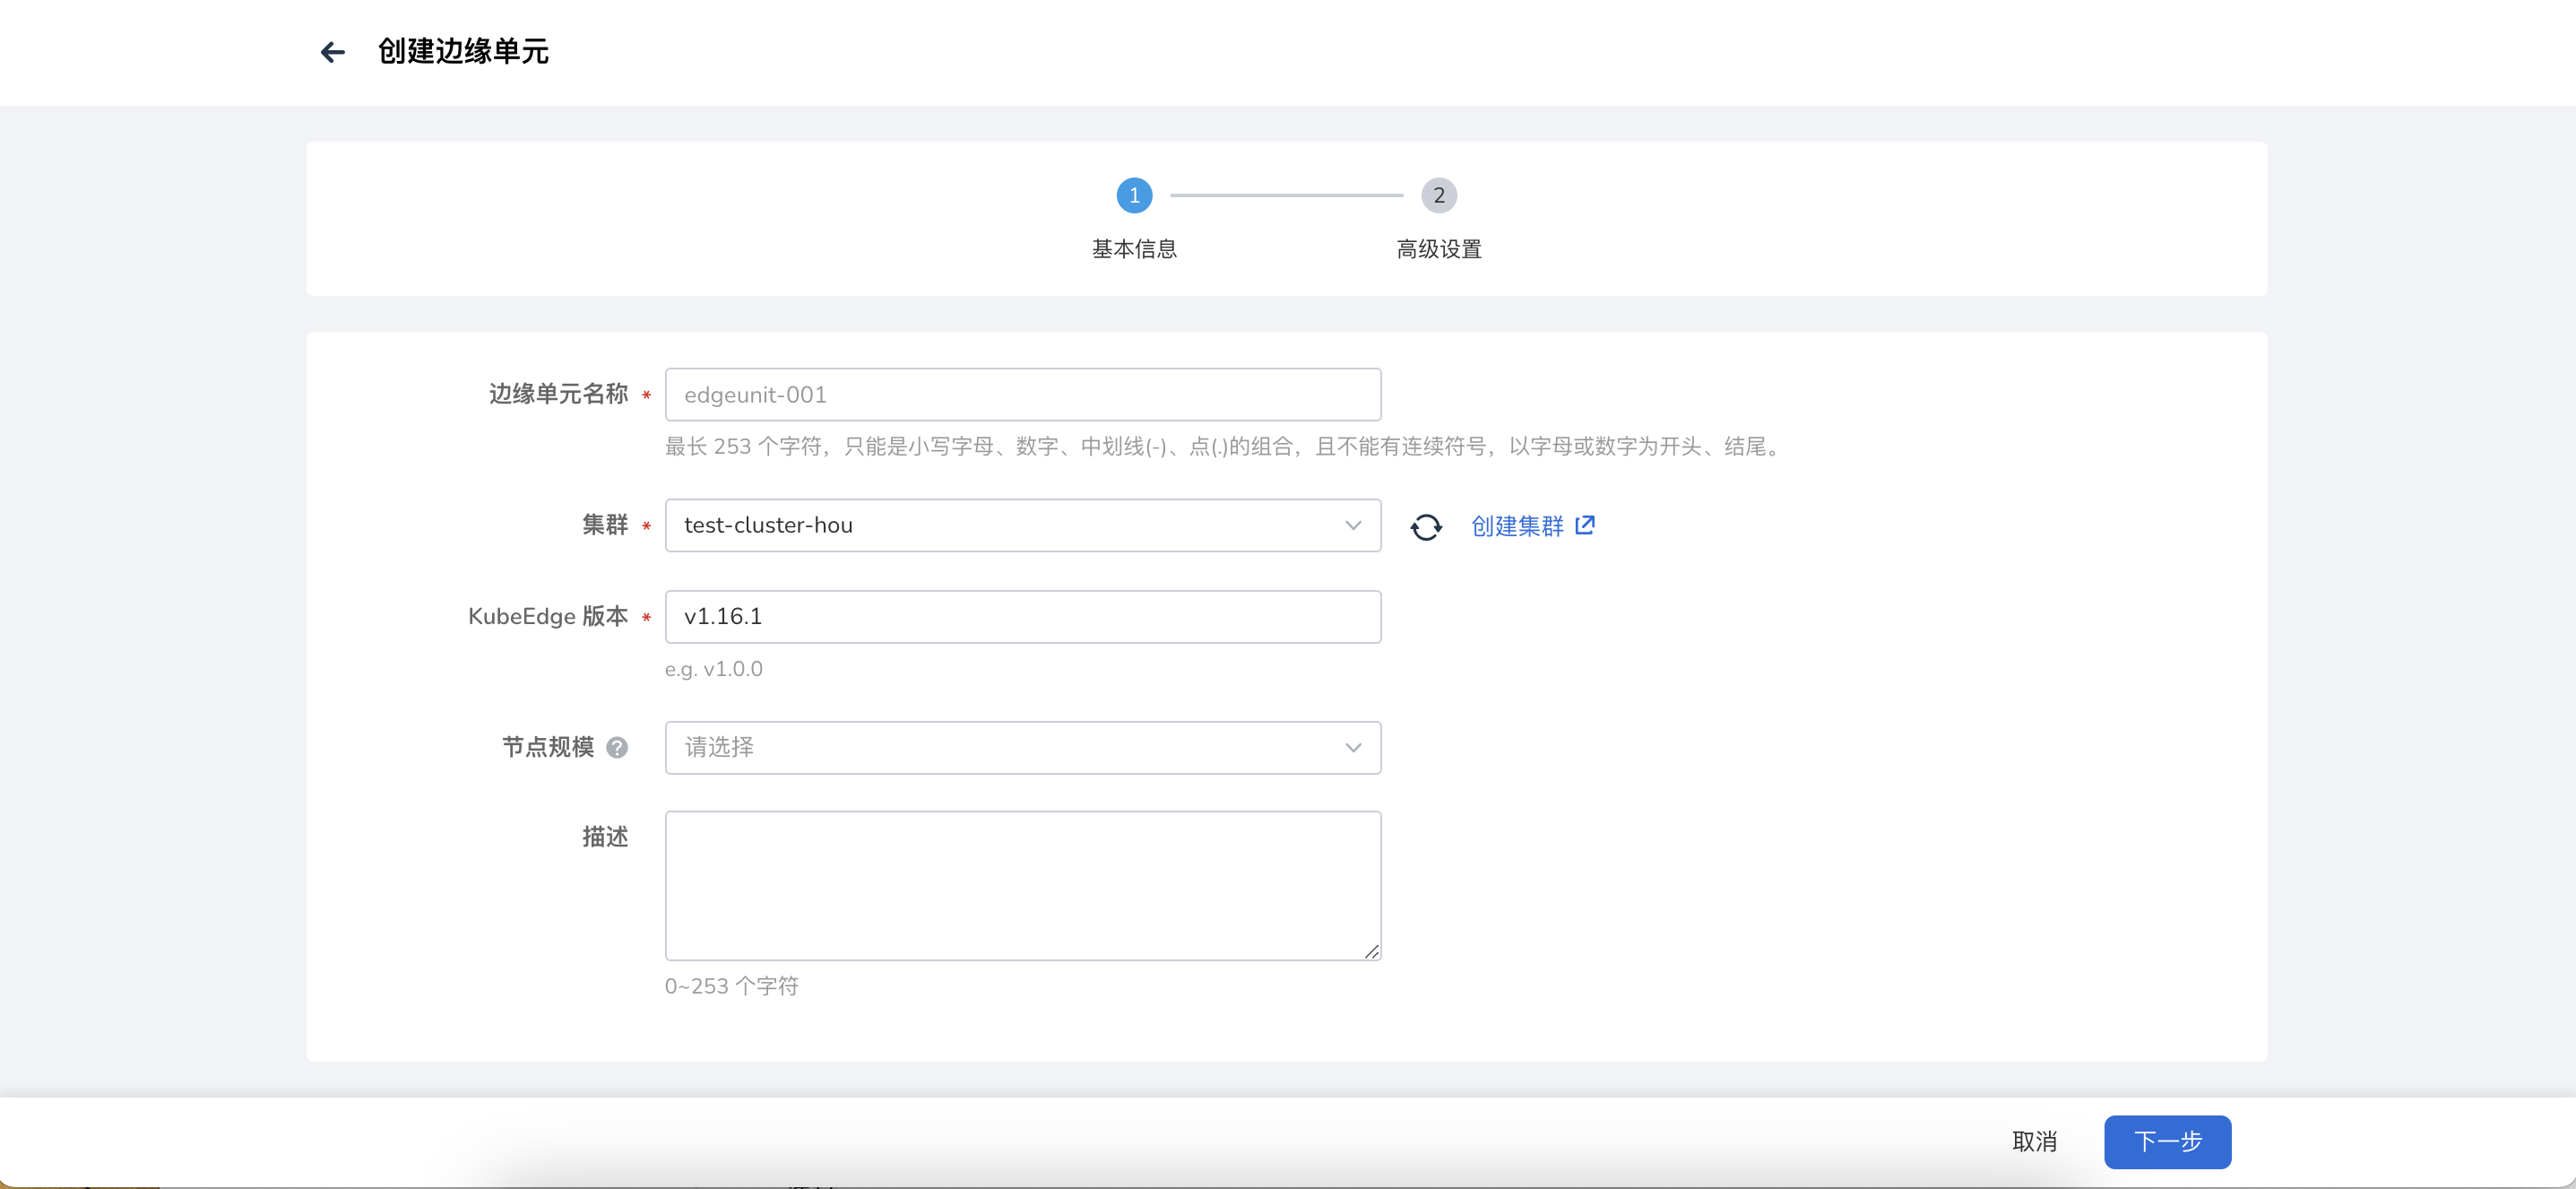 创建边缘单元
1
2
基本信息
高级设置
边缘单元名称 * edgeunit-001
最长 253 个字符，只能是小写字母、数字、中划线(-)、点(.)的组合，且不能有连续符号，以字母或数字为开头、结尾。
集群 * test-cluster-hou 创建集群
KubeEdge 版本 * v1.16.1
e.g. v1.0.0
节点规模 ? 请选择
描述
0~253 个字符
取消 下一步